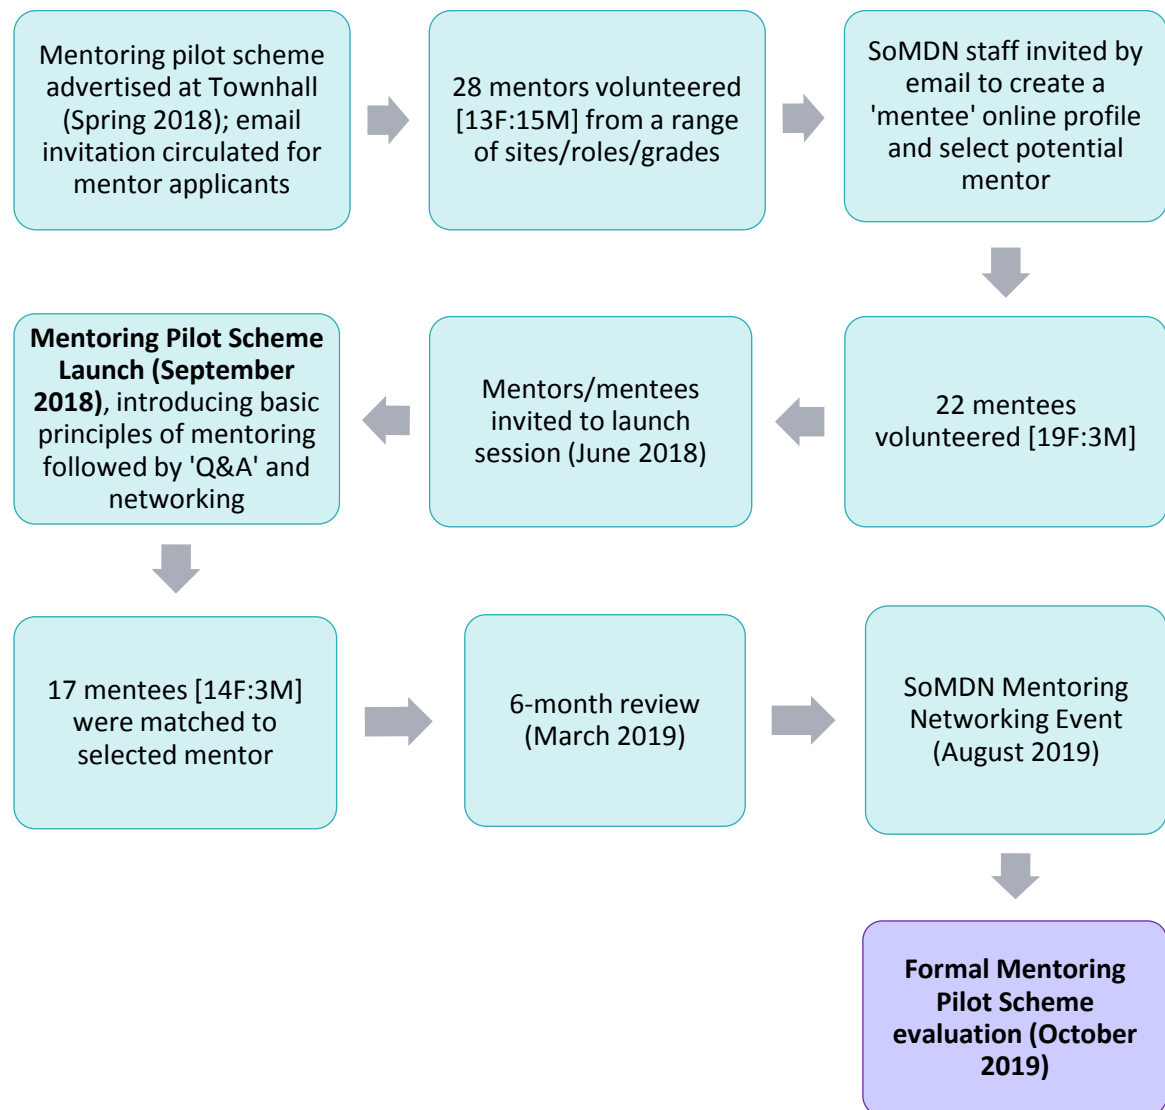 Mentoring pilot scheme
advertised at Townhall
(Spring 2018); email
invitation circulated for
mentor applicants
28 mentors volunteered
[13F:15M] from a range
of sites/roles/grades
SoMDN staff invited by
email to create a
'mentee' online profile
and select potential
mentor
22 mentees
volunteered [19F:3M]
Mentors/mentees
invited to launch
session (June 2018)
Mentoring Pilot Scheme
Launch (September
2018), introducing basic
principles of mentoring
followed by 'Q&A' and
networking
17 mentees [14F:3M]
were matched to
selected mentor
6-month review
(March 2019)
SoMDN Mentoring
Networking Event
(August 2019)
Formal Mentoring
Pilot Scheme
evaluation (October
2019)